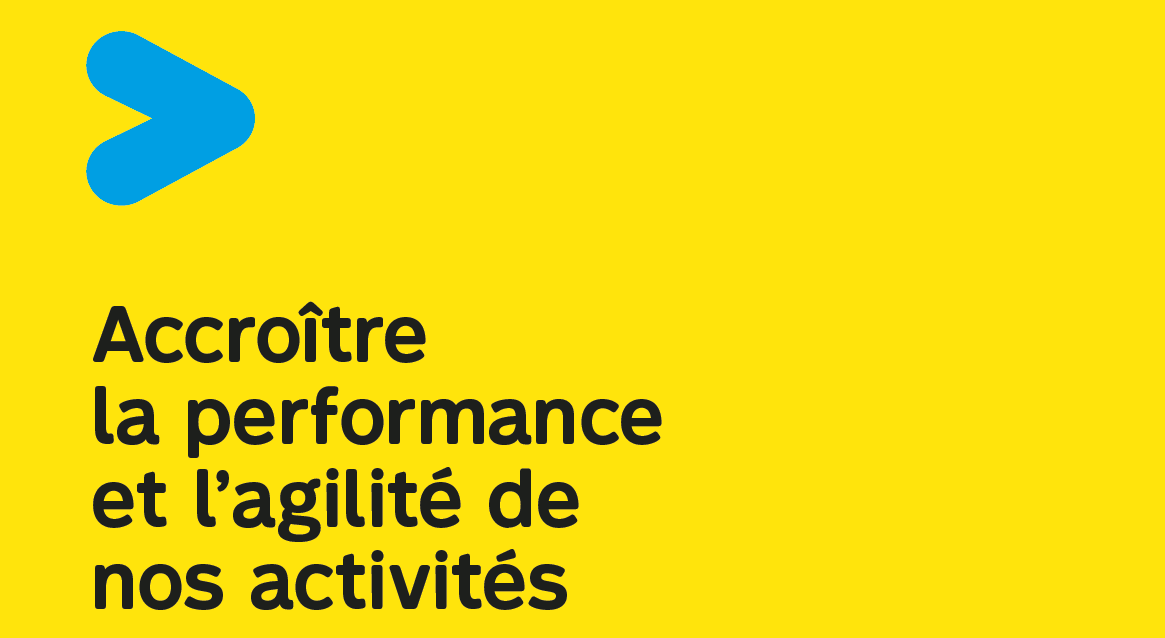 Accroître
la performance
et l’agilité de
nos activités